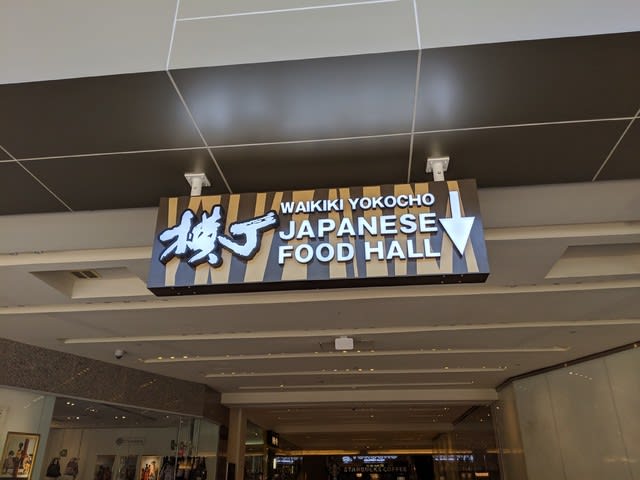 横丁
WAIKIKI YOKOCHO
JAPANESE
FOOD HALL
STARBUCKS COFFEE